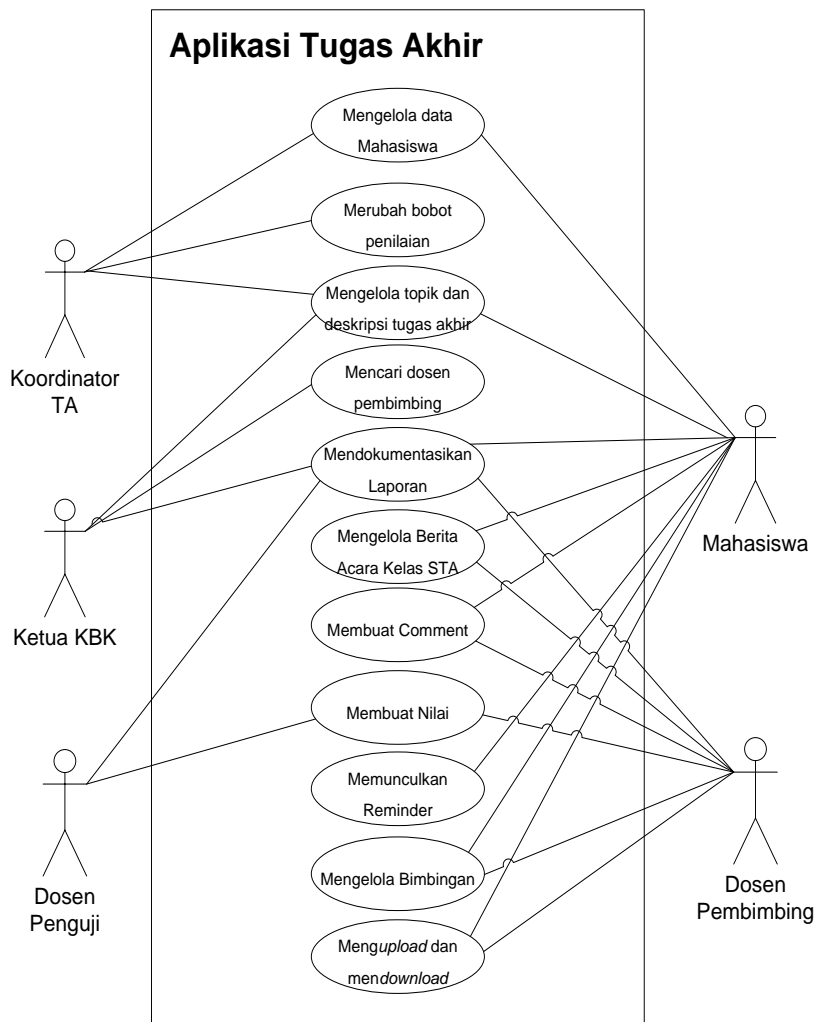 Aplikasi Tugas Akhir
Mengelola data
Mahasiswa
Merubah bobot
penilaian
Mengelola topik dan
deskripsi tugas akhir
Mencari dosen
pembimbing
Mendokumentasikan
Laporan
Mengelola Berita
Acara Kelas STA
Membuat Comment
Membuat Nilai
Memunculkan
Reminder
Mengelola Bimbingan
Mengupload dan
mendownload
Koordinator
TA
Ketua KBK
Dosen
Penguji
Mahasiswa
Dosen
Pembimbing